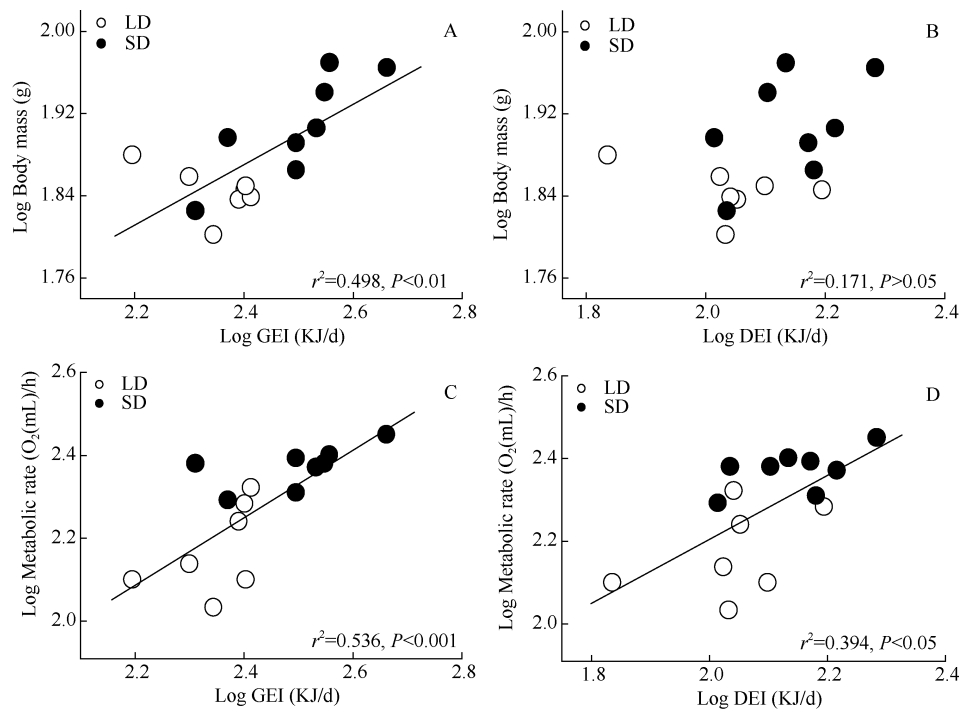 LD
SD
A
2.00
1.92
1.84
1.76
Log Body mass (g)
r²=0.498, P<0.01
2.2
2.4
2.6
2.8
Log GEI (KJ/d)
LD
SD
B
2.00
1.92
1.84
1.76
Log Body mass (g)
r²=0.171, P>0.05
1.8
2.0
2.2
2.4
Log DEI (KJ/d)
LD
SD
C
2.6
2.4
2.2
2.0
Log Metabolic rate (O₂(mL)/h)
r²=0.536, P<0.001
2.2
2.4
2.6
2.8
Log GEI (KJ/d)
LD
SD
D
2.6
2.4
2.2
2.0
Log Metabolic rate (O₂(mL)/h)
r²=0.394, P<0.05
1.8
2.0
2.2
2.4
Log DEI (KJ/d)